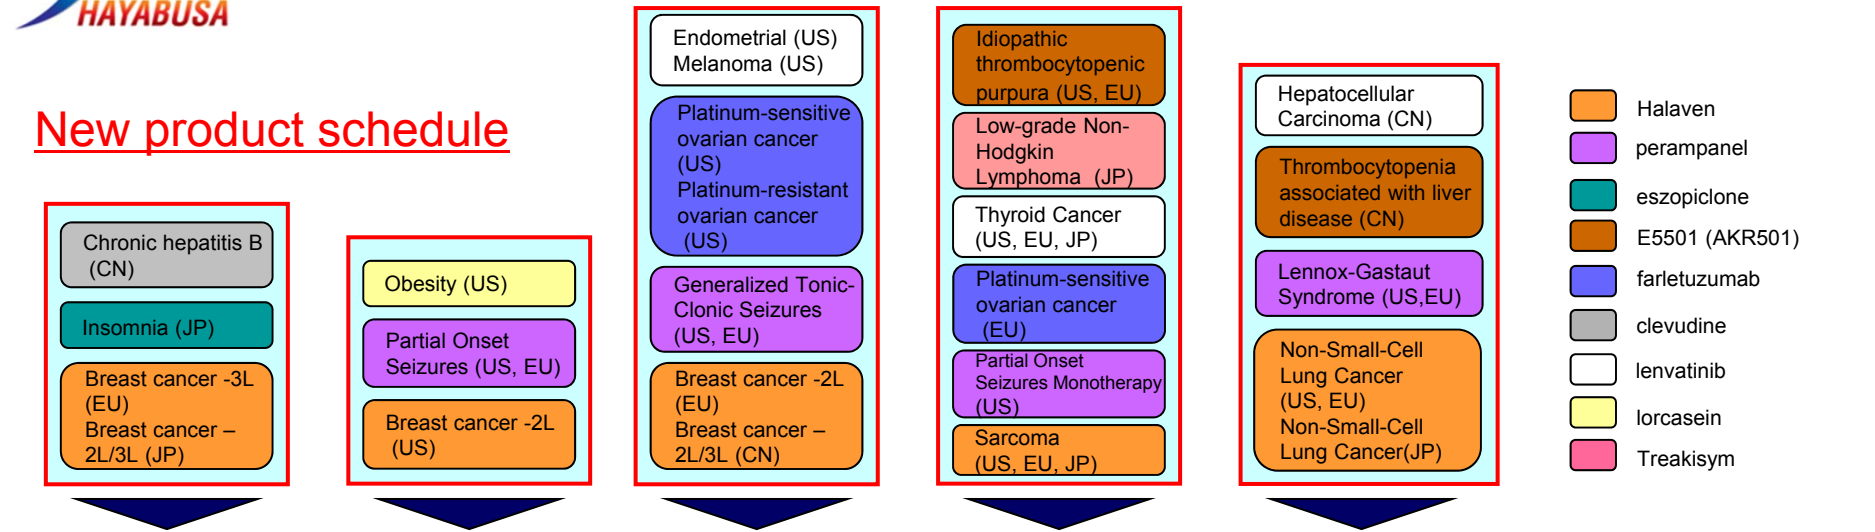 HAYABUSA
New product schedule
Chronic hepatitis B
(CN)
Insomnia (JP)
Breast cancer -3L
(EU)
Breast cancer –
2L/3L (JP)
Obesity (US)
Partial Onset
Seizures (US, EU)
Breast cancer -2L
(US)
Endometrial (US)
Melanoma (US)
Platinum-sensitive
ovarian cancer
(US)
Platinum-resistant
ovarian cancer
(US)
Generalized Tonic-
Clonic Seizures
(US, EU)
Breast cancer -2L
(EU)
Breast cancer –
2L/3L (CN)
Idiopathic
thrombocytopenic
purpura (US, EU)
Low-grade Non-
Hodgkin
Lymphoma (JP)
Thyroid Cancer
(US, EU, JP)
Platinum-sensitive
ovarian cancer
(EU)
Partial Onset
Seizures Monotherapy
(US)
Sarcoma
(US, EU, JP)
Hepatocellular
Carcinoma (CN)
Thrombocytopenia
associated with liver
disease (CN)
Lennox-Gastaut
Syndrome (US,EU)
Non-Small-Cell
Lung Cancer
(US, EU)
Non-Small-Cell
Lung Cancer(JP)
Halaven
perampanel
eszopiclone
E5501 (AKR501)
farletuzumab
clevudine
lenvatinib
lorcasein
Treakisym